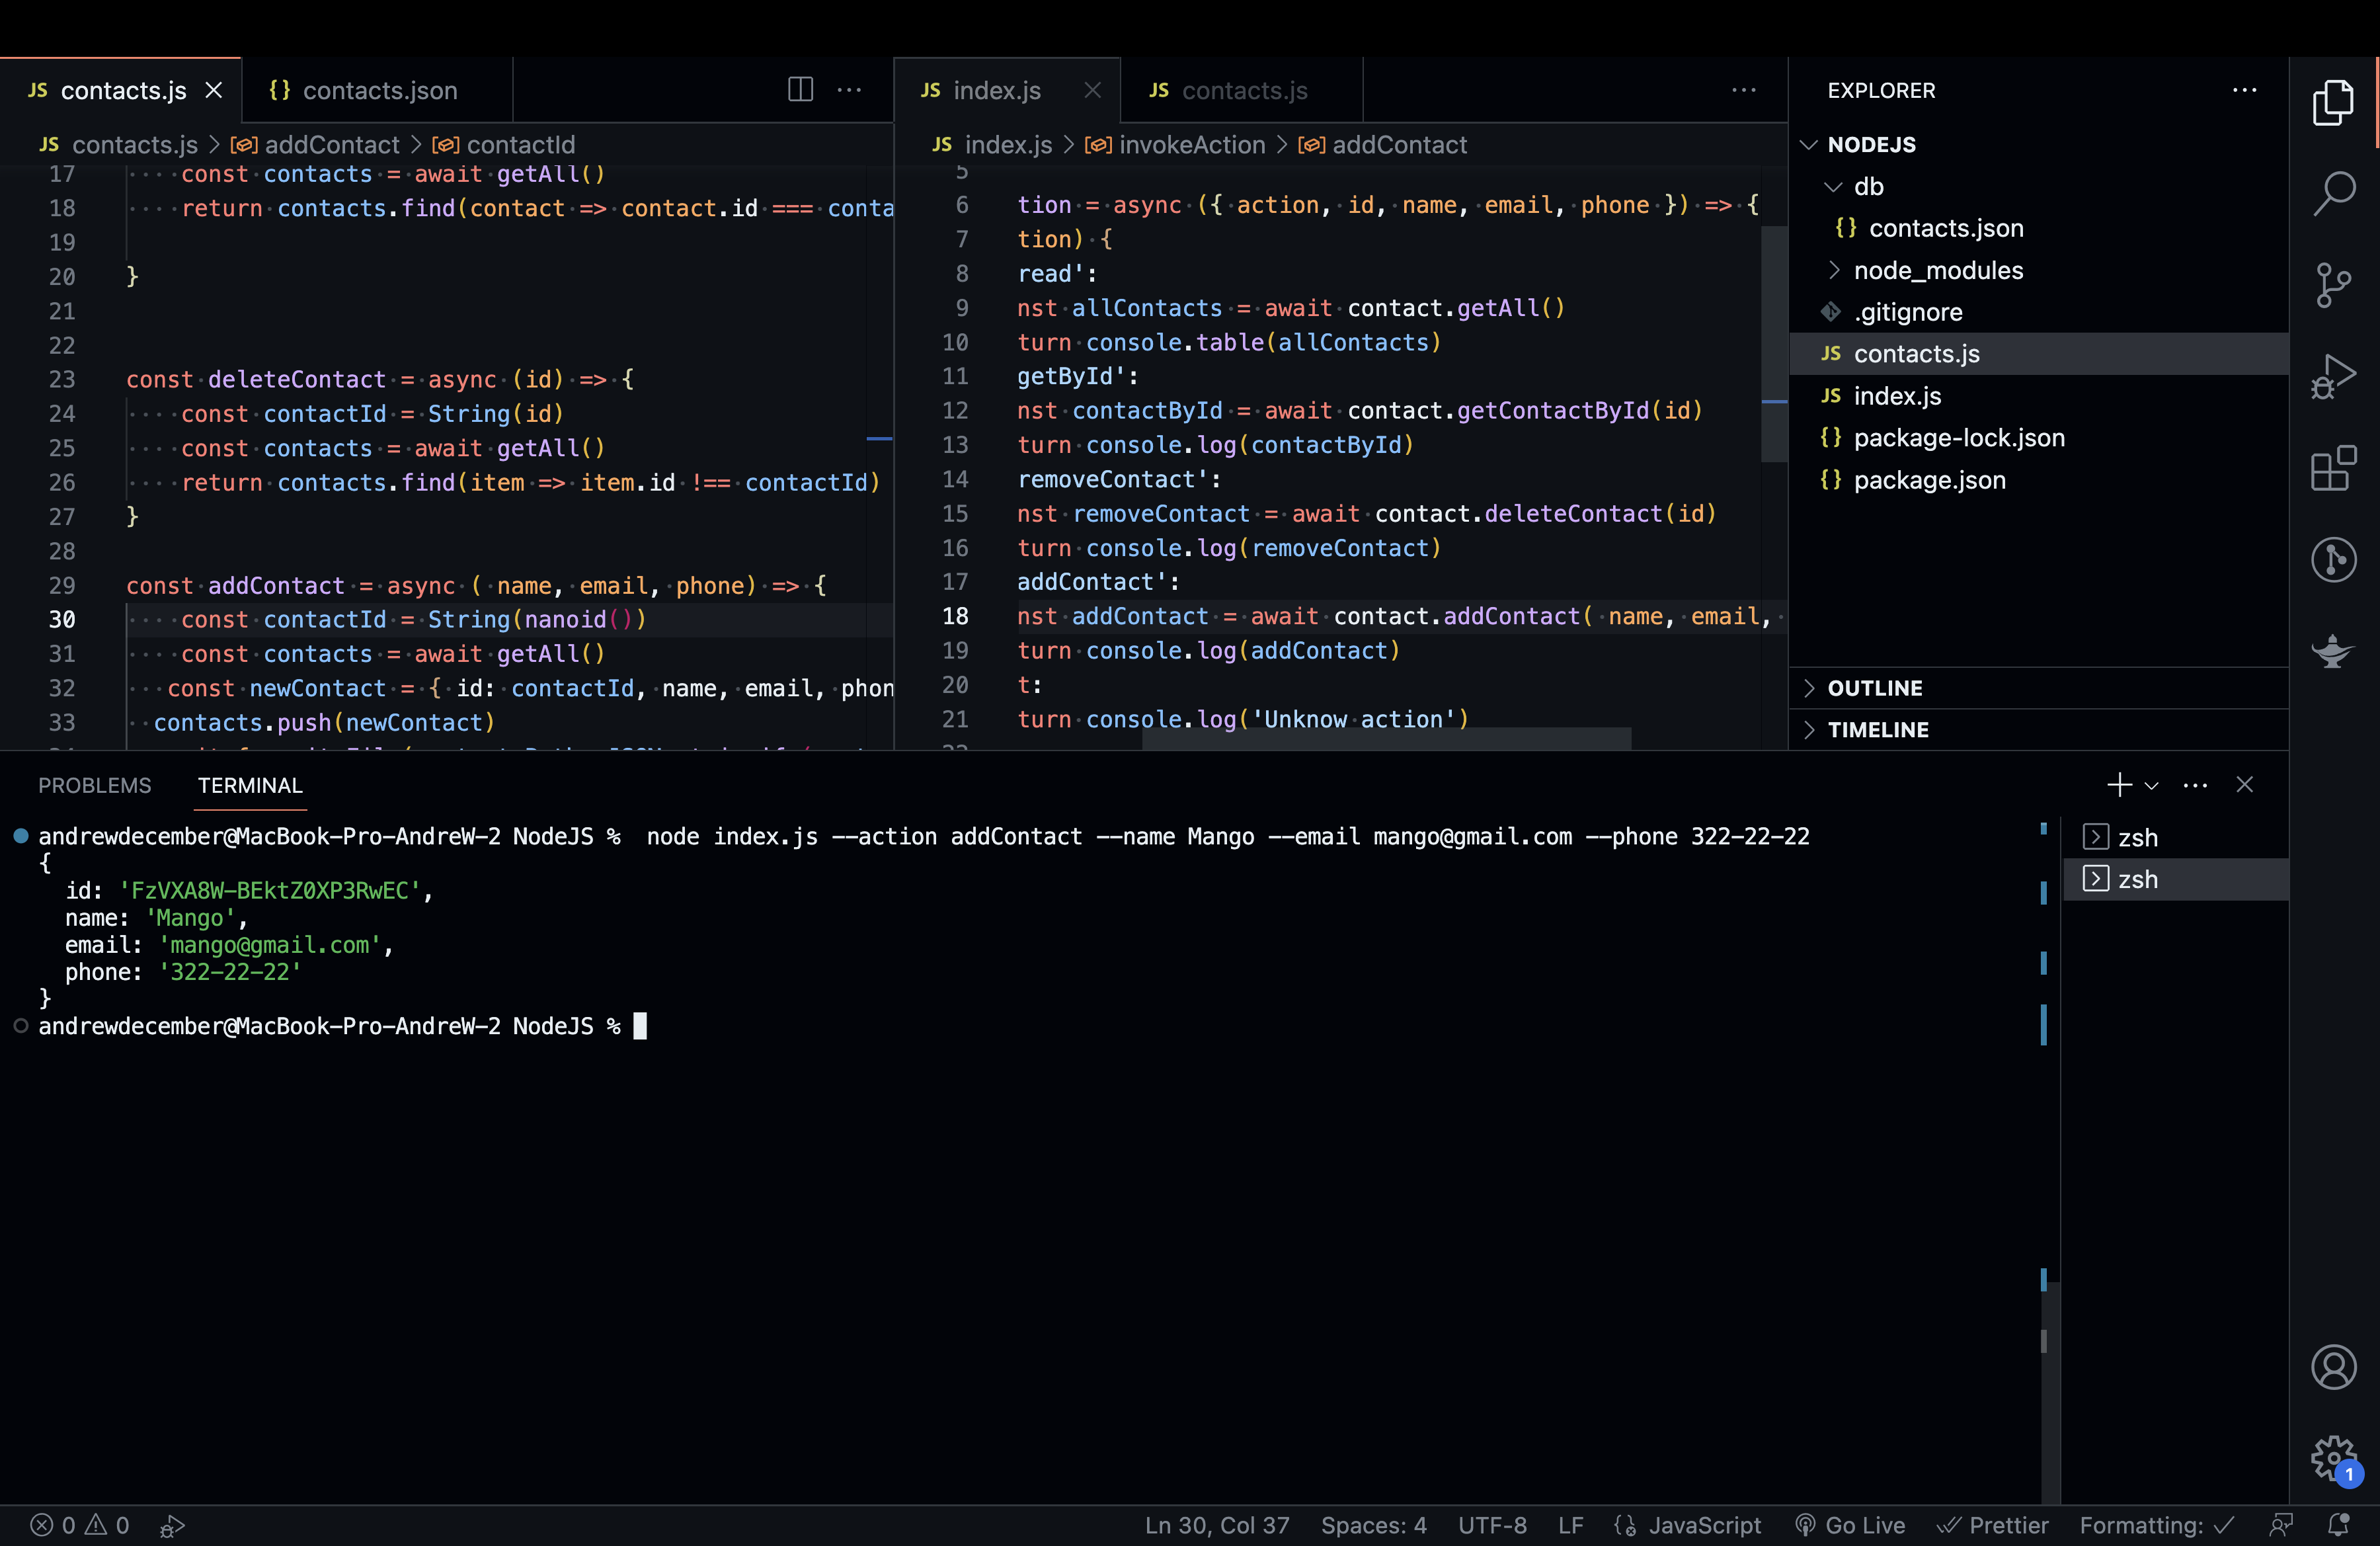 JS contacts.js
{} contacts.json
JS contacts.js > addContact > contactId
17 const contacts = await getAll()
18 return contacts.find(contact => contact.id === conta
19
20 }
21
22
23 const deleteContact = async (id) => {
24 const contactId = String(id)
25 const contacts = await getAll()
26 return contacts.find(item => item.id !== contactId)
27 }
28
29 const addContact = async ( name, email, phone) => {
30 const contactId = String(nanoid())
31 const contacts = await getAll()
32 const newContact = { id: contactId, name, email, phon
33 contacts.push(newContact)
JS index.js
JS contacts.js
JS index.js > invokeAction > addContact
5
6 tion = async ({ action, id, name, email, phone }) => {
7 tion) {
8 read':
9 nst allContacts = await contact.getAll()
10 turn console.table(allContacts)
11 getById':
12 nst contactById = await contact.getContactById(id)
13 turn console.log(contactById)
14 removeContact':
15 nst removeContact = await contact.deleteContact(id)
16 turn console.log(removeContact)
17 addContact':
18 nst addContact = await contact.addContact( name, email,
19 turn console.log(addContact)
20 t:
21 turn console.log('Unknow action')
EXPLORER
NODEJS
db
{} contacts.json
node_modules
.gitignore
JS contacts.js
JS index.js
{} package-lock.json
{} package.json
OUTLINE
TIMELINE
PROBLEMS
TERMINAL
andrewdecember@MacBook-Pro-AndreW-2 NodeJS % node index.js --action addContact --name Mango --email mango@gmail.com --phone 322-22-22
{
id: 'FzVXA8W-BEktZ0XP3RwEC',
name: 'Mango',
email: 'mango@gmail.com',
phone: '322-22-22'
}
andrewdecember@MacBook-Pro-AndreW-2 NodeJS %
zsh
zsh
1
0 0
Ln 30, Col 37
Spaces: 4
UTF-8
LF
JavaScript
Go Live
Prettier
Formatting: ✓